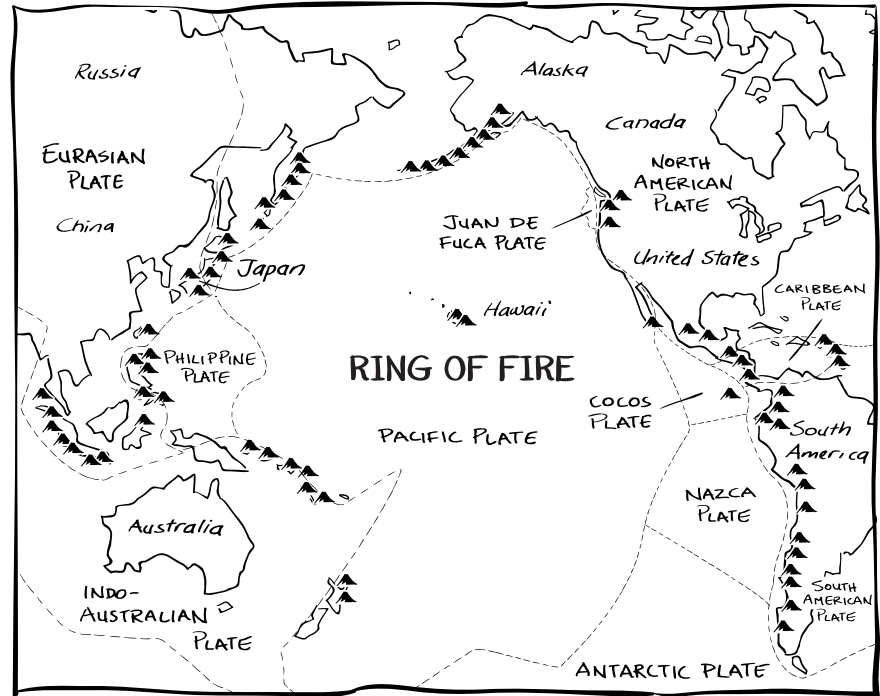 Russia
Alaska
Canada
EURASIAN
PLATE
NORTH
AMERICAN
PLATE
China
JUAN DE
FUCA PLATE
Japan
United States
CARIBBEAN
PLATE
Hawaii
PHILIPPINE
PLATE
RING OF FIRE
COCOS
PLATE
PACIFIC PLATE
South
America
NAZCA
PLATE
Australia
INDO-
AUSTRALIAN
PLATE
SOUTH
AMERICAN
PLATE
ANTARCTIC PLATE